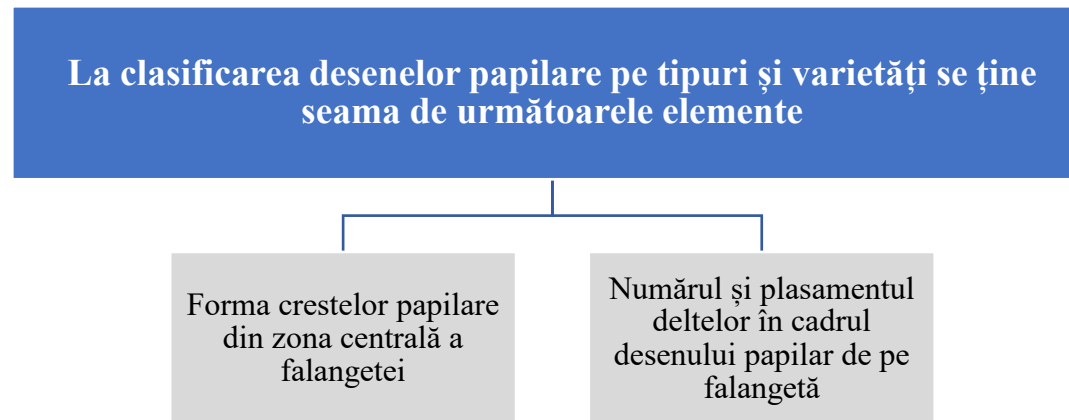 La clasificarea desenelor papilare pe tipuri și varietăți se ține
seama de următoarele elemente
Forma crestelor papilare
din zona centrală a
falangetei
Numărul și plasamentul
deltelor în cadrul
desenului papilar de pe
falangetă